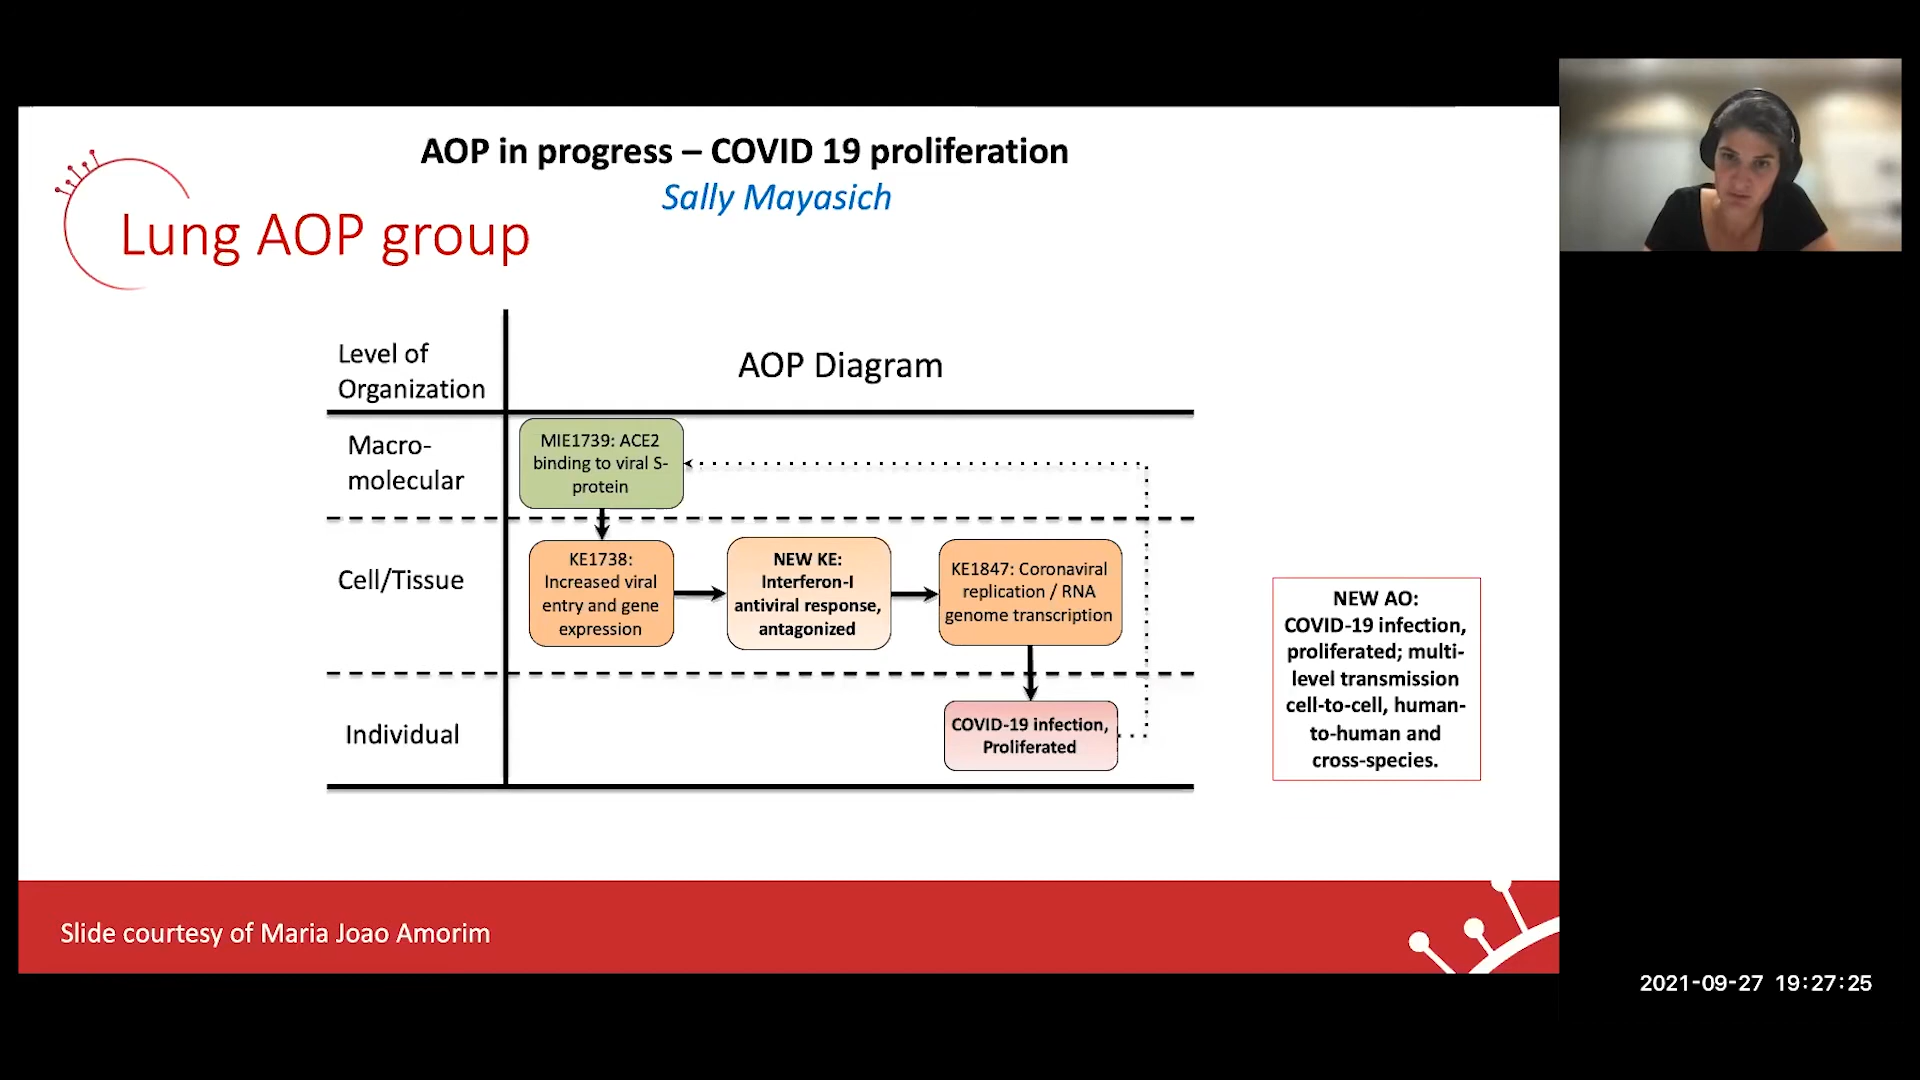 AOP in progress – COVID 19 proliferation
Sally Mayasich
Lung AOP group
Level of
Organization
AOP Diagram
Macro-
molecular
MIE1739: ACE2
binding to viral S-
protein
Cell/Tissue
KE1738:
Increased viral
entry and gene
expression
NEW KE:
Interferon-I
antiviral response,
antagonized
KE1847: Coronaviral
replication / RNA
genome transcription
Individual
COVID-19 infection,
Proliferated
NEW AO:
COVID-19 infection,
proliferated; multi-
level transmission
cell-to-cell, human-
to-human and
cross-species.
Slide courtesy of Maria Joao Amorim
2021-09-27 19:27:25